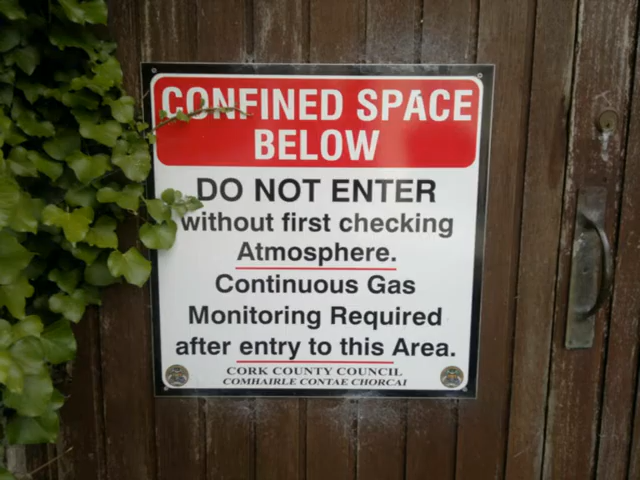 CONFINED SPACE
BELOW
DO NOT ENTER
without first checking
Atmosphere.
Continuous Gas
Monitoring Required
after entry to this Area.
CORK COUNTY COUNCIL
COMHAIRLE CONTAE CHORCAI